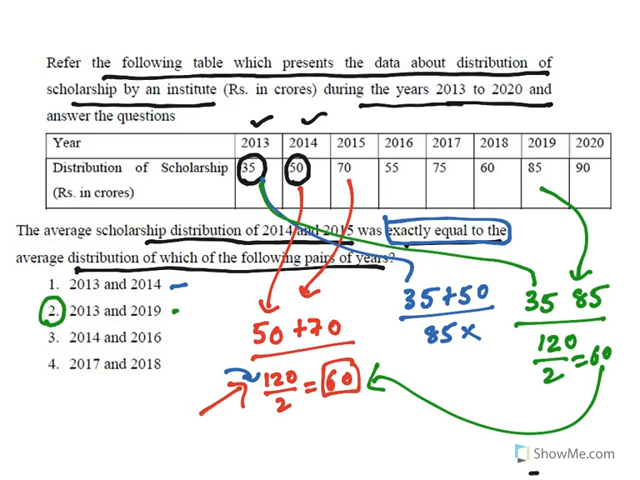 Refer the following table which presents the data about distribution of
scholarship by an institute (Rs. in crores) during the years 2013 to 2020 and
answer the questions
Year 2013 2014 2015 2016 2017 2018 2019 2020
Distribution of Scholarship 35 50 70 55 75 60 85 90
(Rs. in crores)
The average scholarship distribution of 2014 and 2015 was exactly equal to the
average distribution of which of the following pairs of years?
1. 2013 and 2014
2. 2013 and 2019
3. 2014 and 2016
4. 2017 and 2018
50 +70
120
2
= 60
35+50
85 ×
35 85
120
2
= 60
ShowMe.com